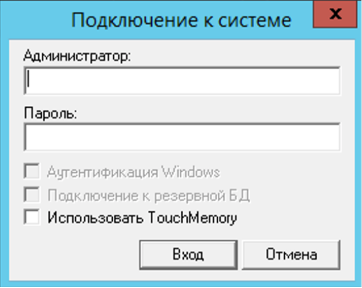 Подключение к системе
x
Администратор:
Пароль:
Аутентификация Windows
Подключение к резервной БД
Использовать TouchMemory
Вход Отмена